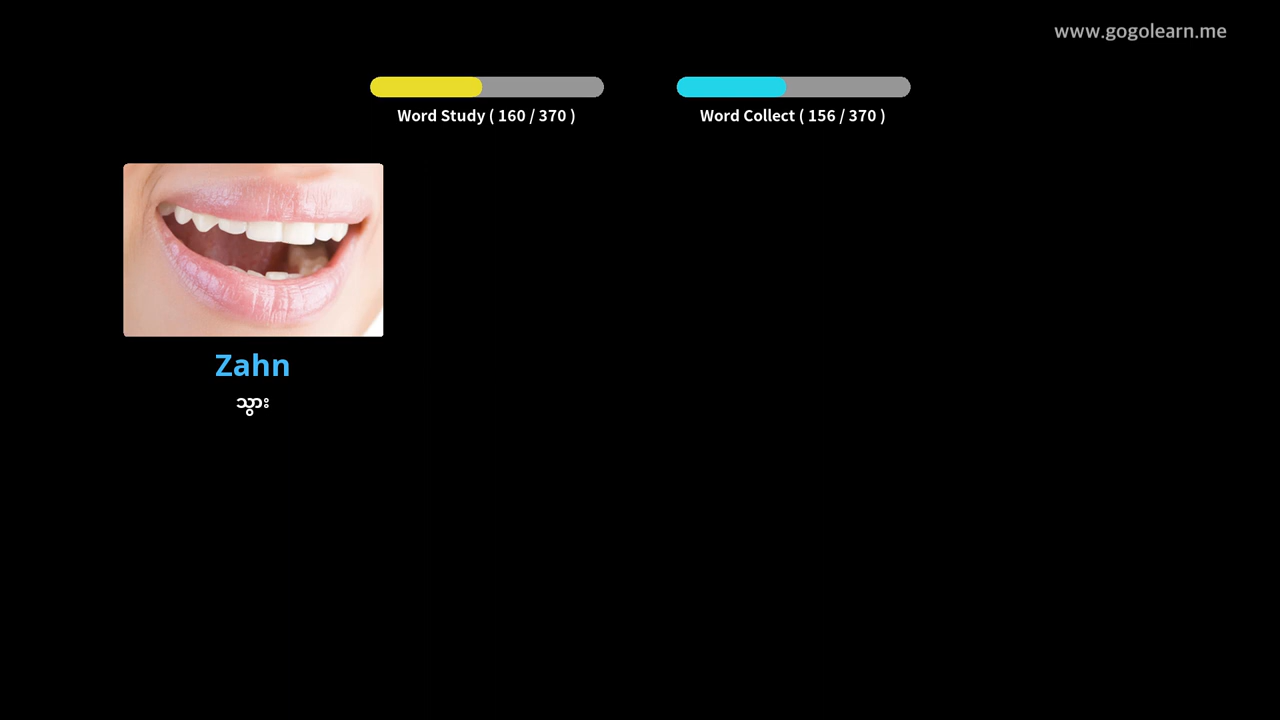 www.gogolearn.me
Word Study ( 160 / 370 )
Word Collect ( 156 / 370 )
Zahn
သွား